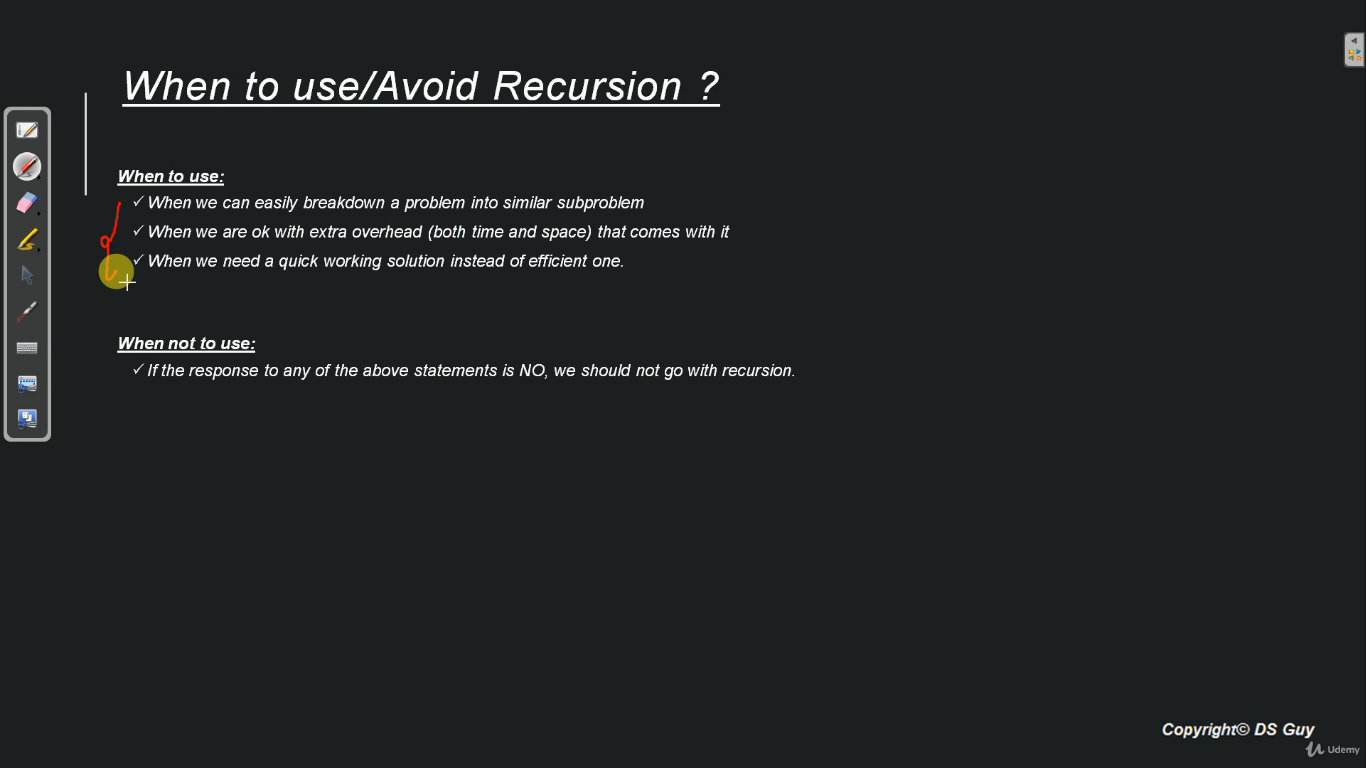 When to use/Avoid Recursion ?
When to use:
✓ When we can easily breakdown a problem into similar subproblem
✓ When we are ok with extra overhead (both time and space) that comes with it
✓ When we need a quick working solution instead of efficient one.
When not to use:
✓ If the response to any of the above statements is NO, we should not go with recursion.
Copyright© DS Guy
Udemy